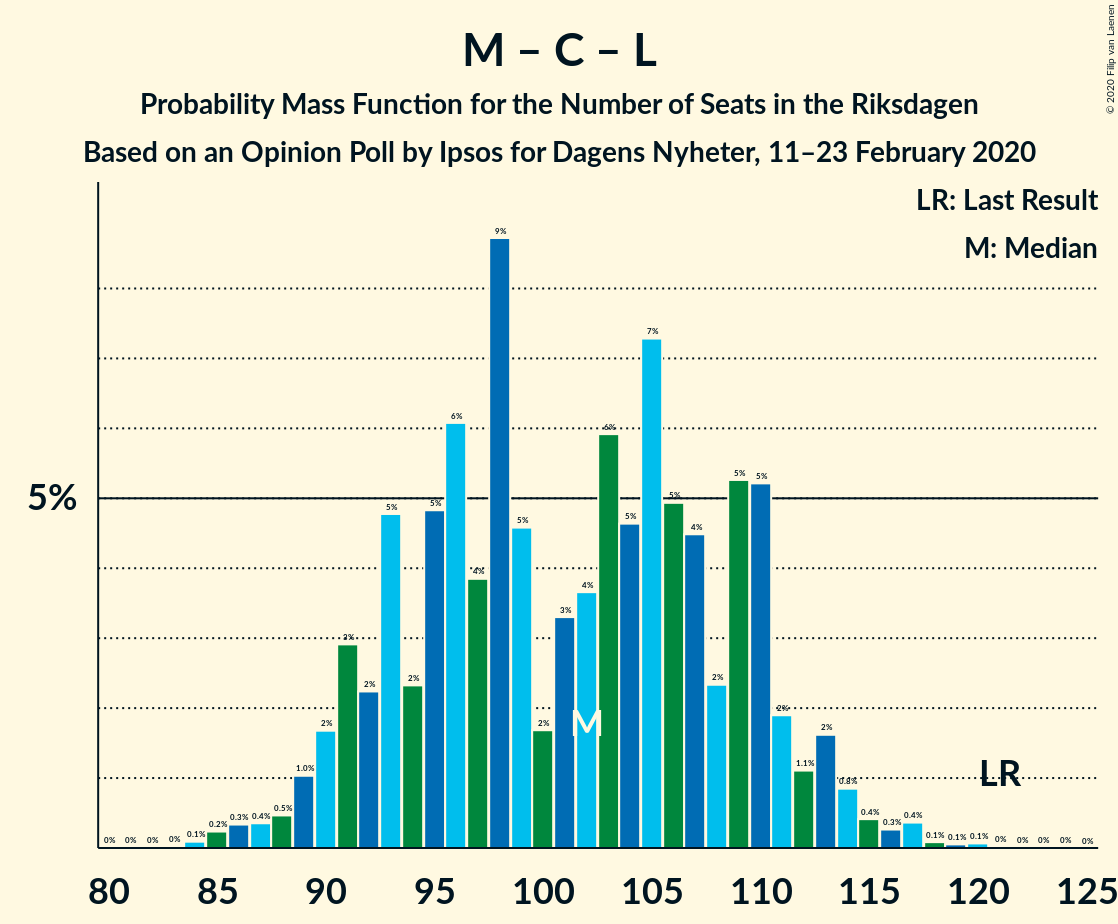 M – C – L
Probability Mass Function for the Number of Seats in the Riksdagen
Based on an Opinion Poll by Ipsos for Dagens Nyheter, 11–23 February 2020
© 2020 Filip van Laenen
LR: Last Result
M: Median
5%
0% 0% 0% 0% 0.1% 0.2% 0.3% 0.4% 0.5% 1.0% 2% 3% 2% 5% 2% 5% 6% 4% 9% 5% 2% 3% 4% 6% 5% 7% 5% 4% 2% 5% 5% 2% 1.1% 2% 0.8% 0.4% 0.3% 0.4% 0.1% 0.1% 0.1% 0% 0% 0% 0% 0%
M
LR
80 85 90 95 100 105 110 115 120 125